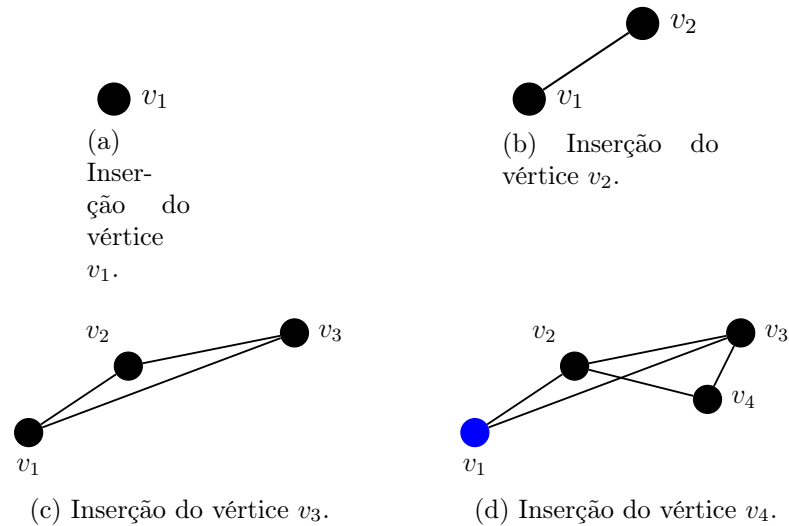 v₁
(a)
Inser-
ção do
vértice
v₁.
v₂
v₁
(b) Inserção do
vértice v₂.
v₂
v₃
v₁
(c) Inserção do vértice v₃.
v₂
v₃
v₄
v₁
(d) Inserção do vértice v₄.